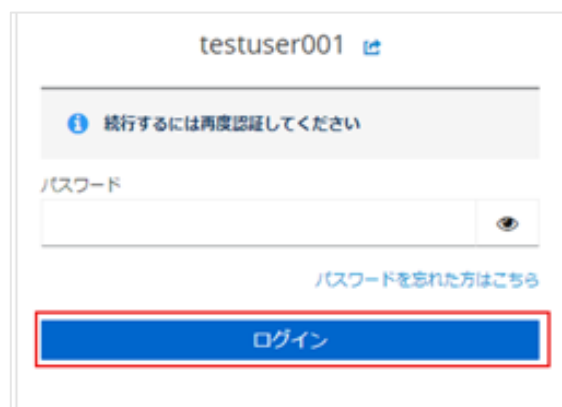 testuser001
続行するには再度認証してください
パスワード
パスワードを忘れた方はこちら
ログイン